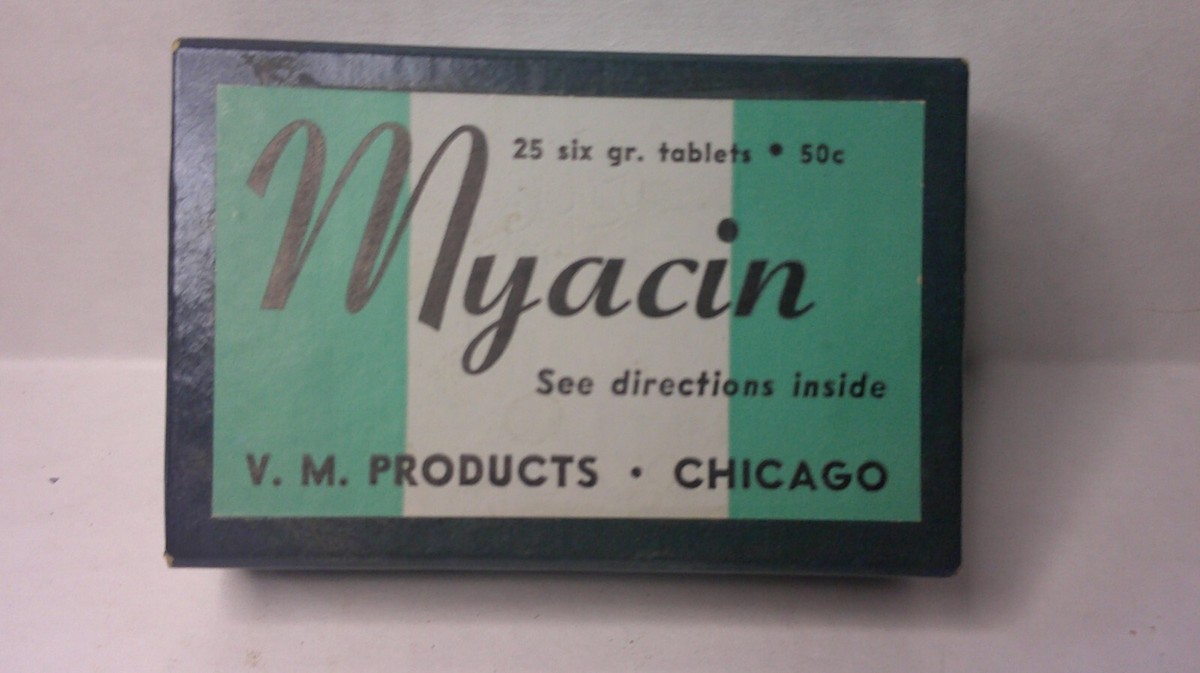 25 six gr. tablets • 50c
Myacin
See directions inside
V. M. PRODUCTS • CHICAGO